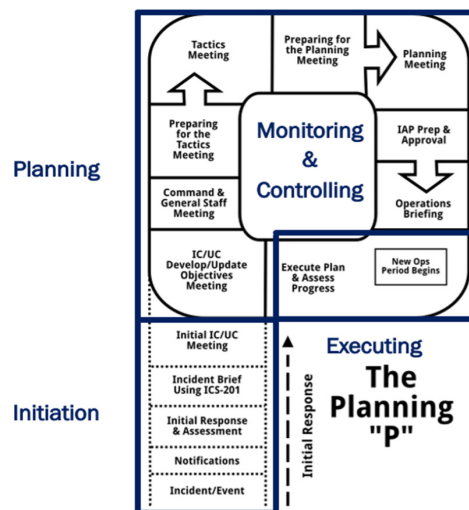 Tactics
Meeting
Preparing for
the Planning
Meeting
Planning
Meeting
Preparing
for the
Tactics
Meeting
Monitoring
&
Controlling
IAP Prep &
Approval
Planning
Command &
General Staff
Meeting
Operations
Briefing
IC/UC
Develop/Update
Objectives
Meeting
Execute Plan
& Assess
Progress
New Ops
Period Begins
Initial IC/UC
Meeting
Executing
Incident Brief
Using ICS-201
The
Planning
"P"
Initiation
Initial Response
& Assessment
Notifications
Incident/Event
Initial Response